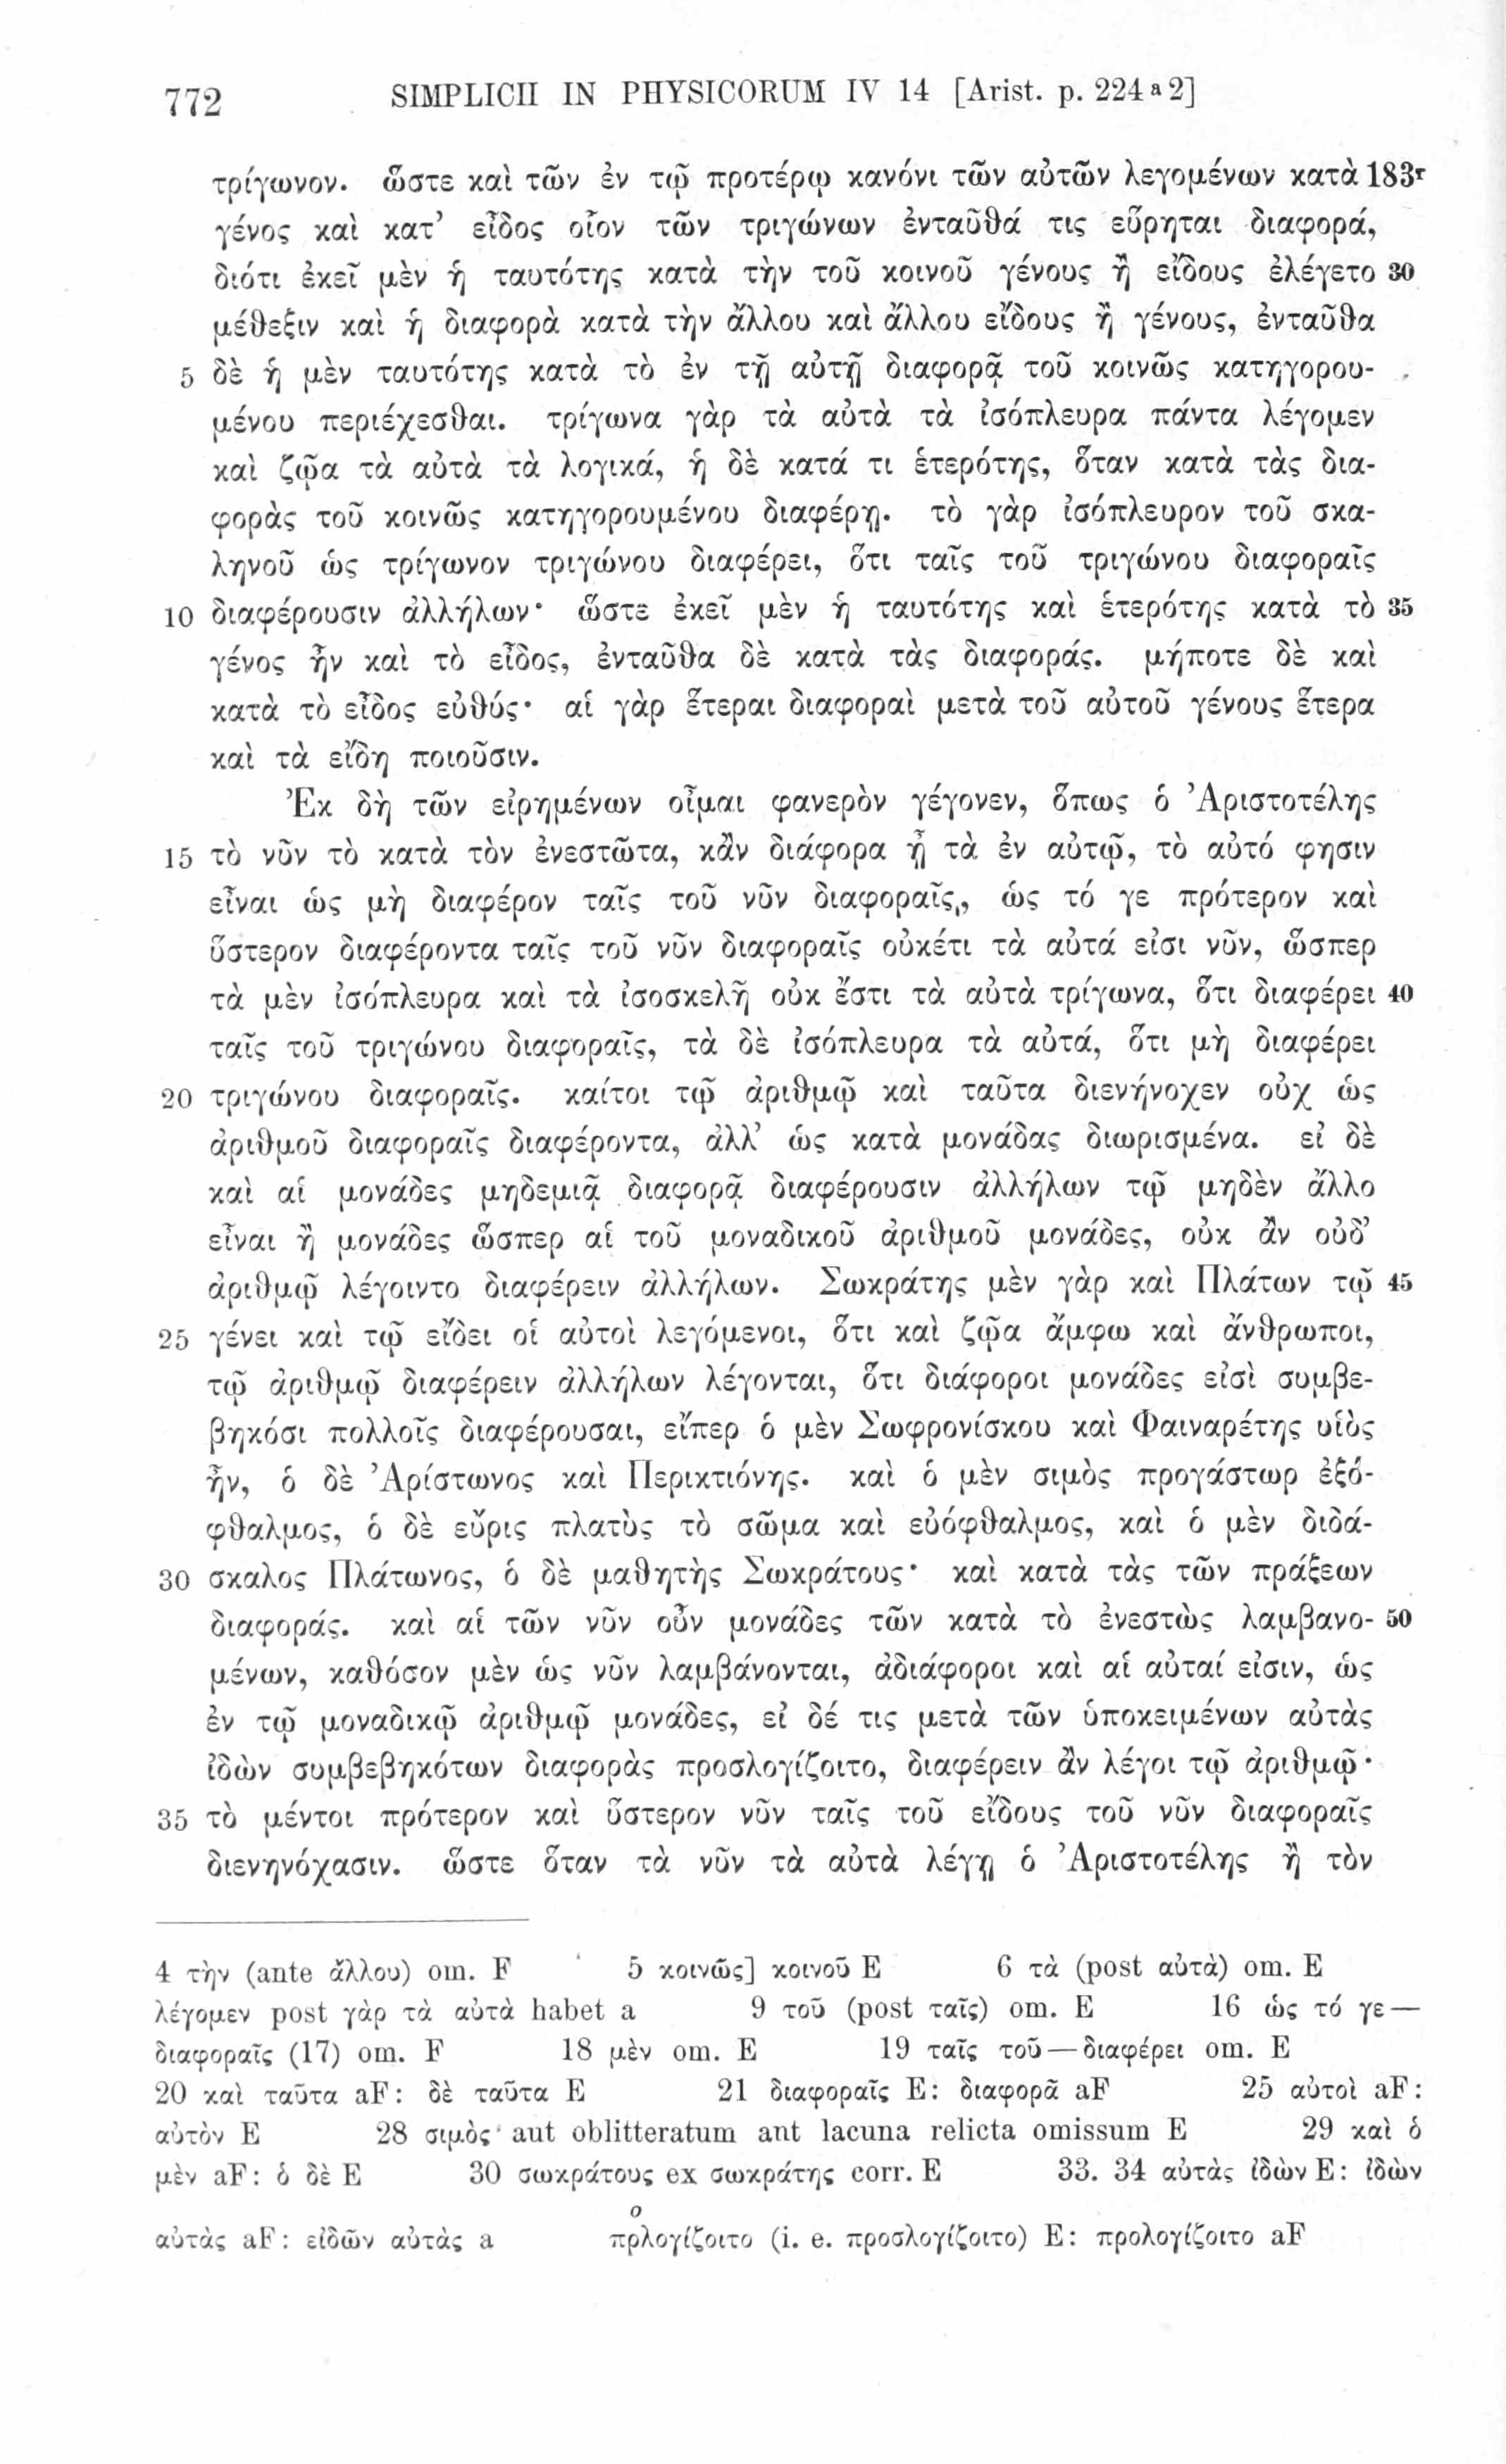 772 SIMPLICII IN PHYSICORUM IV 14 [Arist. p. 224 a 2]
τρίγωνον. ὥστε καὶ τῶν ἐν τῷ προτέρῳ κανόνι τῶν αὐτῶν λεγομένων κατὰ 183r
γένος καὶ κατ’ εἶδος οἷον τῶν τριγώνων ἐνταῦθά τις εὕρηται διαφορά,
διότι ἐκεῖ μὲν ἡ ταυτότης κατὰ τὴν τοῦ κοινοῦ γένους ἢ εἴδους ἐλέγετο 30
μέθεξιν καὶ ἡ διαφορὰ κατὰ τὴν ἄλλου καὶ ἄλλου εἴδους ἢ γένους, ἐνταῦθα
5 δὲ ἡ μὲν ταυτότης κατὰ τὸ ἐν τῇ αὐτῇ διαφορᾷ τοῦ κοινῶς κατηγορου-
μένου περιέχεσθαι. τρίγωνα γὰρ τὰ αὐτὰ τὰ ἰσόπλευρα πάντα λέγομεν
καὶ ζῷα τὰ αὐτὰ τὰ λογικά, ἡ δὲ κατά τι ἑτερότης, ὅταν κατὰ τὰς δια-
φορὰς τοῦ κοινῶς κατηγορουμένου διαφέρῃ. τὸ γὰρ ἰσόπλευρον τοῦ σκα-
ληνοῦ ὡς τρίγωνον τριγώνου διαφέρει, ὅτι ταῖς τοῦ τριγώνου διαφοραῖς
10 διαφέρουσιν ἀλλήλων· ὥστε ἐκεῖ μὲν ἡ ταυτότης καὶ ἑτερότης κατὰ τὸ 35
γένος ἦν καὶ τὸ εἶδος, ἐνταῦθα δὲ κατὰ τὰς διαφοράς. μήποτε δὲ καὶ
κατὰ τὸ εἶδος εὐθύς· αἱ γὰρ ἕτεραι διαφοραὶ μετὰ τοῦ αὐτοῦ γένους ἕτερα
καὶ τὰ εἴδη ποιοῦσιν.
Ἐκ δὴ τῶν εἰρημένων οἶμαι φανερὸν γέγονεν, ὅπως ὁ Ἀριστοτέλης
15 τὸ νῦν τὸ κατὰ τὸν ἐνεστῶτα, κἂν διάφορα ᾖ τὰ ἐν αὐτῷ, τὸ αὐτό φησιν
εἶναι ὡς μὴ διαφέρον ταῖς τοῦ νῦν διαφοραῖς, ὡς τό γε πρότερον καὶ
ὕστερον διαφέροντα ταῖς τοῦ νῦν διαφοραῖς οὐκέτι τὰ αὐτά εἰσι νῦν, ὥσπερ
τὰ μὲν ἰσόπλευρα καὶ τὰ ἰσοσκελῆ οὐκ ἔστι τὰ αὐτὰ τρίγωνα, ὅτι διαφέρει 40
ταῖς τοῦ τριγώνου διαφοραῖς, τὰ δὲ ἰσόπλευρα τὰ αὐτά, ὅτι μὴ διαφέρει
20 τριγώνου διαφοραῖς. καίτοι τῷ ἀριθμῷ καὶ ταῦτα διενήνοχεν οὐχ ὡς
ἀριθμοῦ διαφοραῖς διαφέροντα, ἀλλ’ ὡς κατὰ μονάδας διωρισμένα. εἰ δὲ
καὶ αἱ μονάδες μηδεμιᾷ διαφορᾷ διαφέρουσιν ἀλλήλων τῷ μηδὲν ἄλλο
εἶναι ἢ μονάδες ὥσπερ αἱ τοῦ μοναδικοῦ ἀριθμοῦ μονάδες, οὐκ ἂν οὐδ’
ἀριθμῷ λέγοιντο διαφέρειν ἀλλήλων. Σωκράτης μὲν γὰρ καὶ Πλάτων τῷ 45
25 γένει καὶ τῷ εἴδει οἱ αὐτοὶ λεγόμενοι, ὅτι καὶ ζῷα ἄμφω καὶ ἄνθρωποι,
τῷ ἀριθμῷ διαφέρειν ἀλλήλων λέγονται, ὅτι διάφοροι μονάδες εἰσὶ συμβε-
βηκόσι πολλοῖς διαφέρουσαι, εἴπερ ὁ μὲν Σωφρονίσκου καὶ Φαιναρέτης υἱὸς
ἦν, ὁ δὲ Ἀρίστωνος καὶ Περικτιόνης. καὶ ὁ μὲν σιμὸς προγάστωρ ἐξό-
φθαλμος, ὁ δὲ εὔρις πλατὺς τὸ σῶμα καὶ εὐόφθαλμος, καὶ ὁ μὲν διδά-
30 σκαλος Πλάτωνος, ὁ δὲ μαθητὴς Σωκράτους· καὶ κατὰ τὰς τῶν πράξεων
διαφοράς. καὶ αἱ τῶν νῦν οὖν μονάδες τῶν κατὰ τὸ ἐνεστὼς λαμβανο- 50
μένων, καθόσον μὲν ὡς νῦν λαμβάνονται, ἀδιάφοροι καὶ αἱ αὐταί εἰσιν, ὡς
ἐν τῷ μοναδικῷ ἀριθμῷ μονάδες, εἰ δέ τις μετὰ τῶν ὑποκειμένων αὐτὰς
ἰδὼν συμβεβηκότων διαφορὰς προσλογίζοιτο, διαφέρειν ἂν λέγοι τῷ ἀριθμῷ·
35 τὸ μέντοι πρότερον καὶ ὕστερον νῦν ταῖς τοῦ εἴδους τοῦ νῦν διαφοραῖς
διενηνόχασιν. ὥστε ὅταν τὰ νῦν τὰ αὐτὰ λέγῃ ὁ Ἀριστοτέλης ἢ τὸν
4 τὴν (ante ἄλλου) om. F 5 κοινῶς] κοινοῦ E 6 τὰ (post αὐτὰ) om. E
λέγομεν post γὰρ τὰ αὐτὰ habet a 9 τοῦ (post ταῖς) om. E 16 ὡς τό γε—
διαφοραῖς (17) om. F 18 μὲν om. E 19 ταῖς τοῦ—διαφέρει om. E
20 καὶ ταῦτα aF: δὲ ταῦτα E 21 διαφοραῖς E: διαφορᾶ aF 25 αὐτοὶ aF:
αὐτὸν E 28 σιμὸς aut oblitteratum aut lacuna relicta omissum E 29 καὶ ὁ
μὲν aF: ὁ δὲ E 30 σωκράτους ex σωκράτης corr. E 33. 34 αὐτὰς ἰδὼν E: ἰδὼν
αὐτὰς aF: εἰδῶν αὐτὰς a πρoλογίζοιτο (i. e. προσλογίζοιτο) E: προλογίζοιτο aF